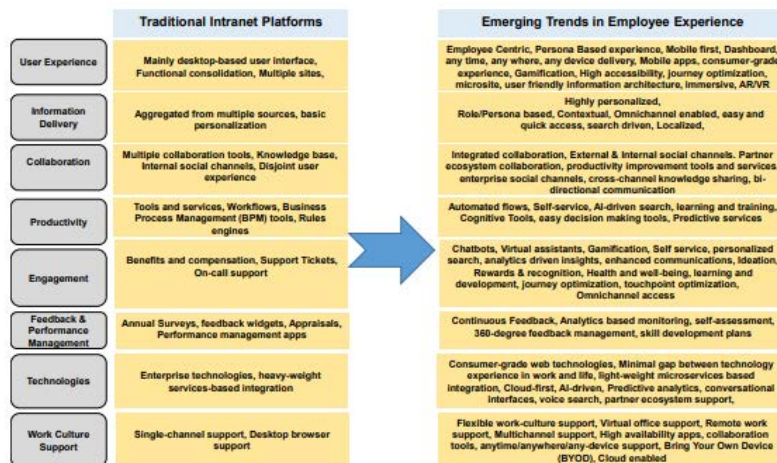 Traditional Intranet Platforms
Emerging Trends in Employee Experience
User Experience
Mainly desktop-based user interface,
Functional consolidation, Multiple sites,
Employee Centric, Persona Based experience, Mobile first, Dashboard,
any time, any where, any device delivery, Mobile apps, consumer-grade
experience, Gamification, High accessibility, journey optimization,
microsite, user friendly information architecture, immersive, AR/VR
Information
Delivery
Aggregated from multiple sources, basic
personalization
Highly personalized,
Role/Persona based, Contextual, Omnichannel enabled, easy and
quick access, search driven, Localized,
Collaboration
Multiple collaboration tools, Knowledge base,
Internal social channels, Disjoint user
experience
Integrated collaboration, External & Internal social channels. Partner
ecosystem collaboration, productivity improvement tools and services,
enterprise social channels, cross-channel knowledge sharing, bi-
directional communication
Productivity
Tools and services, Workflows, Business
Process Management (BPM) tools, Rules
engines
Automated flows, Self-service, AI-driven search, learning and training,
Cognitive Tools, easy decision making tools, Predictive services
Engagement
Benefits and compensation, Support Tickets,
On-call support
Chatbots, Virtual assistants, Gamification, Self service, personalized
search, analytics driven insights, enhanced communications, Ideation,
Rewards & recognition, Health and well-being, learning and
development, journey optimization, touchpoint optimization,
Omnichannel access
Feedback &
Performance
Management
Annual Surveys, feedback widgets, Appraisals,
Performance management apps
Continuous Feedback, Analytics based monitoring, self-assessment,
360-degree feedback management, skill development plans
Technologies
Enterprise technologies, heavy-weight
services-based integration
Consumer-grade web technologies, Minimal gap between technology
experience in work and life, light-weight microservices based
integration, Cloud-first, AI-driven, Predictive analytics, conversational
interfaces, voice search, partner ecosystem support,
Work Culture
Support
Single-channel support, Desktop browser
support
Flexible work-culture support, Virtual office support, Remote work
support, Multichannel support, High availability apps, collaboration
tools, anytime/anywhere/any-device support, Bring Your Own Device
(BYOD), Cloud enabled